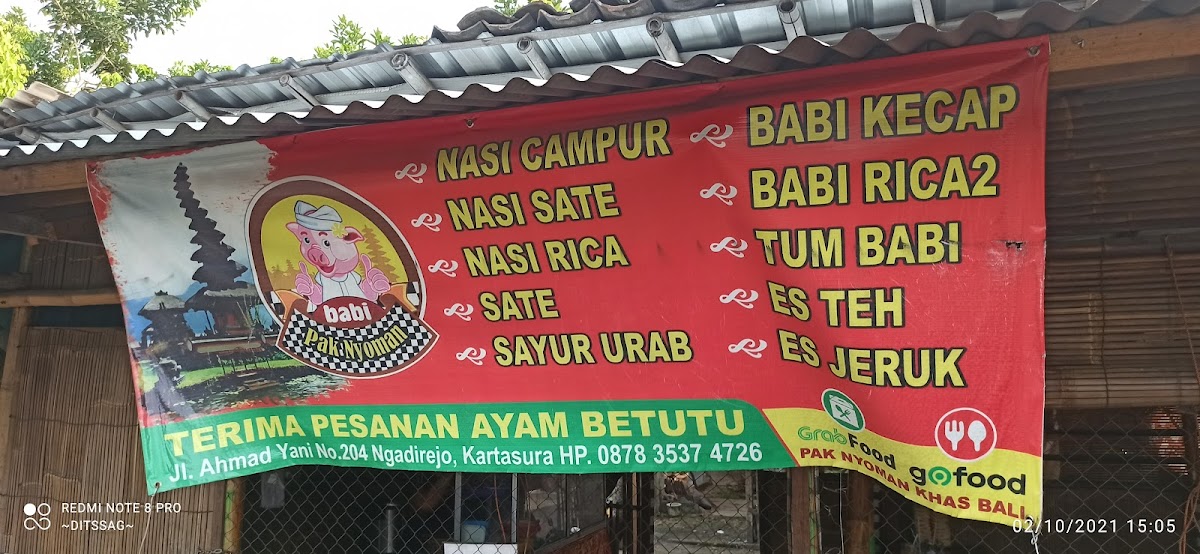 NASI CAMPUR
NASI SATE
NASI RICA
SATE
SAYUR URAB
BABI KECAP
BABI RICA2
TUM BABI
ES TEH
ES JERUK
babi
Pak Nyoman
TERIMA PESANAN AYAM BETUTU
Jl. Ahmad Yani No.204 Ngadirejo, Kartasura HP. 0878 3537 4726
GrabFood
gofood
PAK NYOMAN KHAS BALI
REDMI NOTE 8 PRO
~DITSSAG~
02/10/2021 15:05